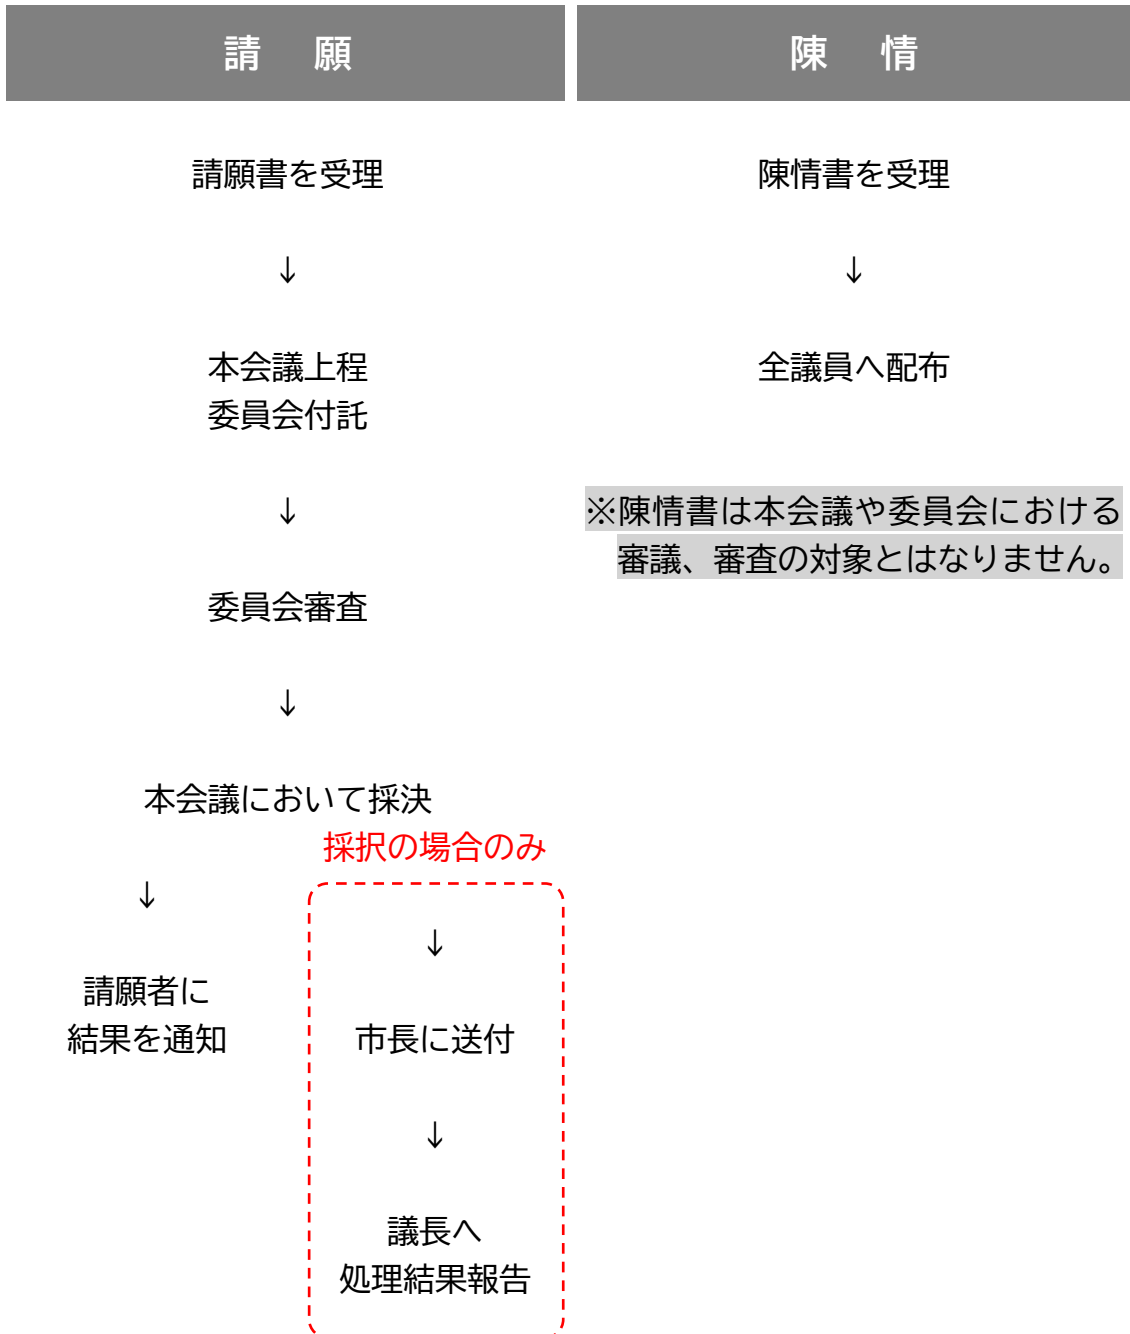 請　願
請願書を受理
↓
本会議上程
委員会付託
↓
委員会審査
↓
本会議において採決
↓
請願者に
結果を通知
採択の場合のみ
↓
市長に送付
↓
議長へ
処理結果報告
陳　情
陳情書を受理
↓
全議員へ配布
※陳情書は本会議や委員会における
審議、審査の対象とはなりません。